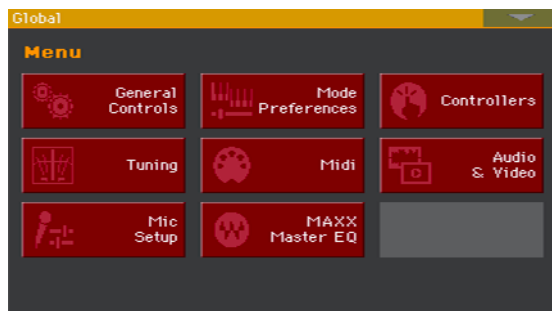 Global
Menu
General
Controls
Mode
Preferences
Controllers
Tuning
Midi
Audio
& Video
Mic
Setup
MAXX
Master EQ